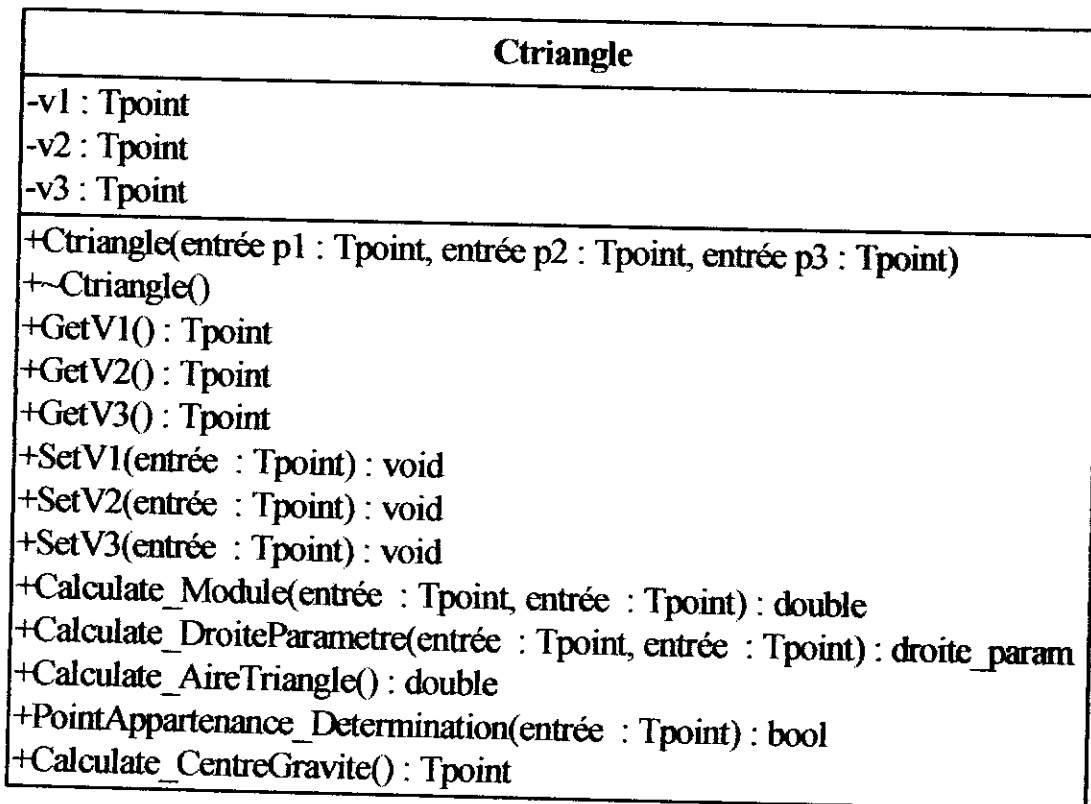 Ctriangle
-v1 : Tpoint
-v2 : Tpoint
-v3 : Tpoint
+Ctriangle(entrée p1 : Tpoint, entrée p2 : Tpoint, entrée p3 : Tpoint)
+~Ctriangle()
+GetV1() : Tpoint
+GetV2() : Tpoint
+GetV3() : Tpoint
+SetV1(entrée : Tpoint) : void
+SetV2(entrée : Tpoint) : void
+SetV3(entrée : Tpoint) : void
+Calculate_Module(entrée : Tpoint, entrée : Tpoint) : double
+Calculate_DroiteParametre(entrée : Tpoint, entrée : Tpoint) : droite_param
+Calculate_AireTriangle() : double
+PointAppartenance_Determination(entrée : Tpoint) : bool
+Calculate_CentreGravite() : Tpoint